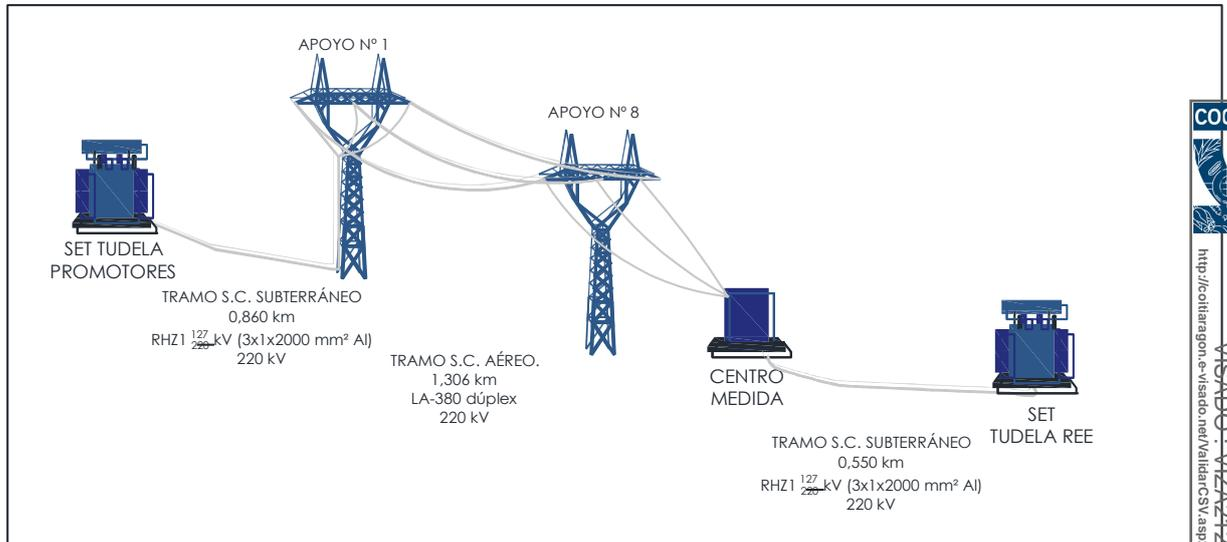 APOYO Nº 1
APOYO Nº 8
SET TUDELA
PROMOTORES
TRAMO S.C. SUBTERRÁNEO
0,860 km
RHZ1 127/220 kV (3x1x2000 mm² Al)
220 kV
TRAMO S.C. AÉREO.
1,306 km
LA-380 dúplex
220 kV
CENTRO
MEDIDA
SET
TUDELA REE
TRAMO S.C. SUBTERRÁNEO
0,550 km
RHZ1 127/220 kV (3x1x2000 mm² Al)
220 kV
http://coitiaragon.e-visado.net/ValidarCSV.asp